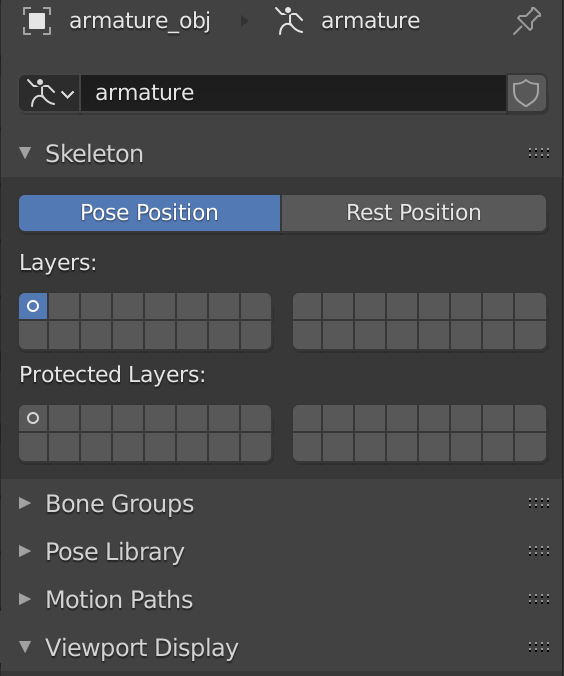 armature_obj armature
armature
Skeleton
Pose Position Rest Position
Layers:
Protected Layers:
Bone Groups
Pose Library
Motion Paths
Viewport Display